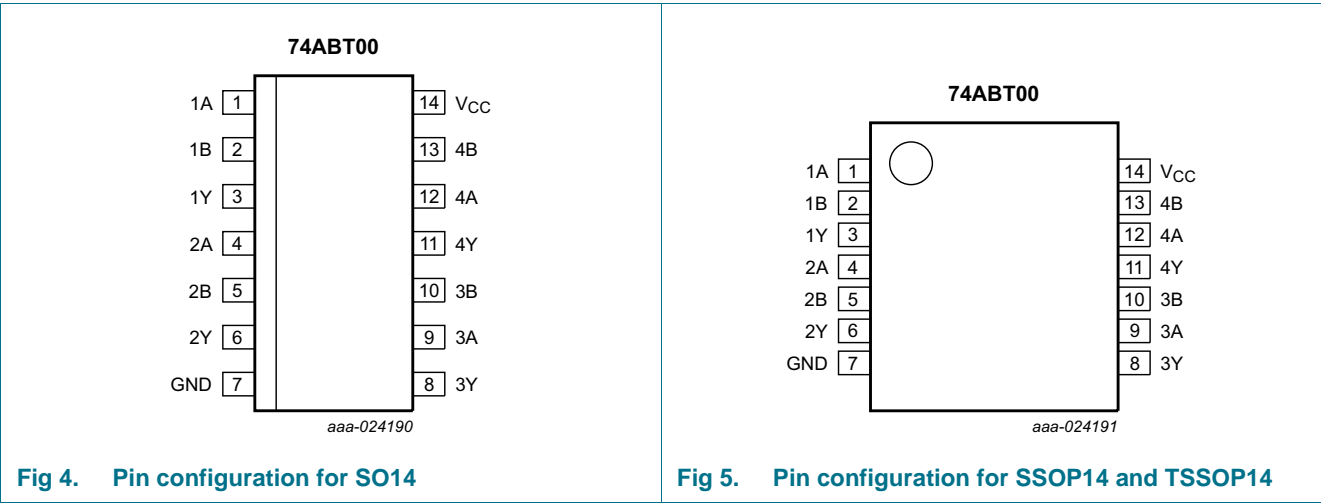 74ABT00
1A 1 14 VCC
1B 2 13 4B
1Y 3 12 4A
2A 4 11 4Y
2B 5 10 3B
2Y 6 9 3A
GND 7 8 3Y
aaa-024190
Fig 4. Pin configuration for SO14
74ABT00
1A 1 14 VCC
1B 2 13 4B
1Y 3 12 4A
2A 4 11 4Y
2B 5 10 3B
2Y 6 9 3A
GND 7 8 3Y
aaa-024191
Fig 5. Pin configuration for SSOP14 and TSSOP14